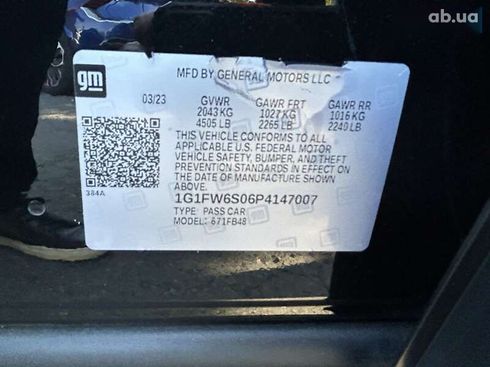 ab.ua
gm
MFD BY GENERAL MOTORS LLC
03/23 GVWR GAWR FRT GAWR RR
2043 KG 1027 KG 1016 KG
4505 LB 2265 LB 2240 LB
THIS VEHICLE CONFORMS TO ALL
APPLICABLE U.S. FEDERAL MOTOR
VEHICLE SAFETY, BUMPER, AND THEFT
PREVENTION STANDARDS IN EFFECT ON
THE DATE OF MANUFACTURE SHOWN
ABOVE.
384A
1G1FW6S06P4147007
TYPE: PASS CAR
MODEL: 671FB48